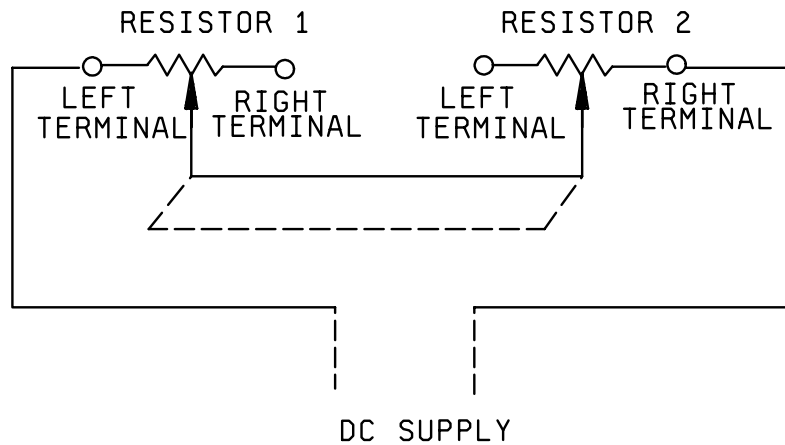 RESISTOR 1
RESISTOR 2
LEFT
TERMINAL
RIGHT
TERMINAL
LEFT
TERMINAL
RIGHT
TERMINAL
DC SUPPLY